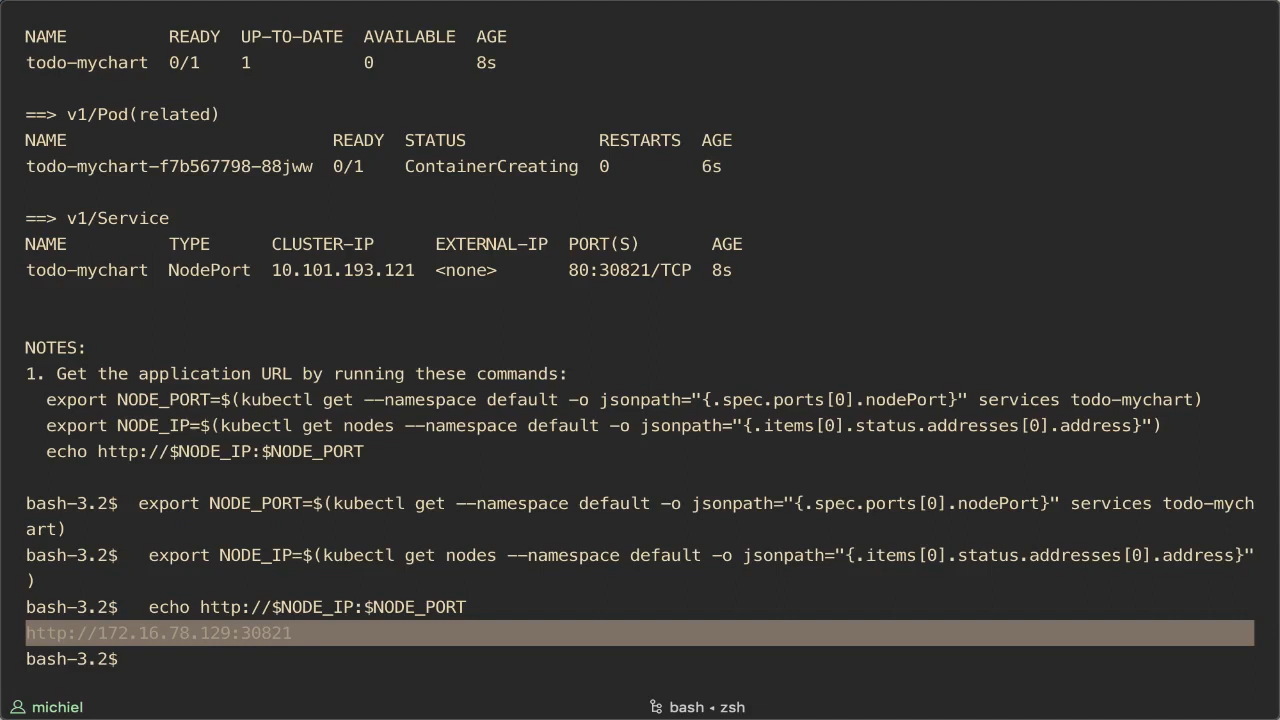 NAME          READY  UP-TO-DATE  AVAILABLE  AGE
todo-mychart  0/1    1           0          8s
==> v1/Pod(related)
NAME                          READY  STATUS             RESTARTS  AGE
todo-mychart-f7b567798-88jww  0/1    ContainerCreating  0         6s
==> v1/Service
NAME          TYPE      CLUSTER-IP      EXTERNAL-IP  PORT(S)       AGE
todo-mychart  NodePort  10.101.193.121  <none>       80:30821/TCP  8s
NOTES:
1. Get the application URL by running these commands:
  export NODE_PORT=$(kubectl get --namespace default -o jsonpath="{.spec.ports[0].nodePort}" services todo-mychart)
  export NODE_IP=$(kubectl get nodes --namespace default -o jsonpath="{.items[0].status.addresses[0].address}")
  echo http://$NODE_IP:$NODE_PORT
bash-3.2$  export NODE_PORT=$(kubectl get --namespace default -o jsonpath="{.spec.ports[0].nodePort}" services todo-mych
art)
bash-3.2$   export NODE_IP=$(kubectl get nodes --namespace default -o jsonpath="{.items[0].status.addresses[0].address}"
)
bash-3.2$   echo http://$NODE_IP:$NODE_PORT
http://172.16.78.129:30821
bash-3.2$
michiel
bash ◂ zsh